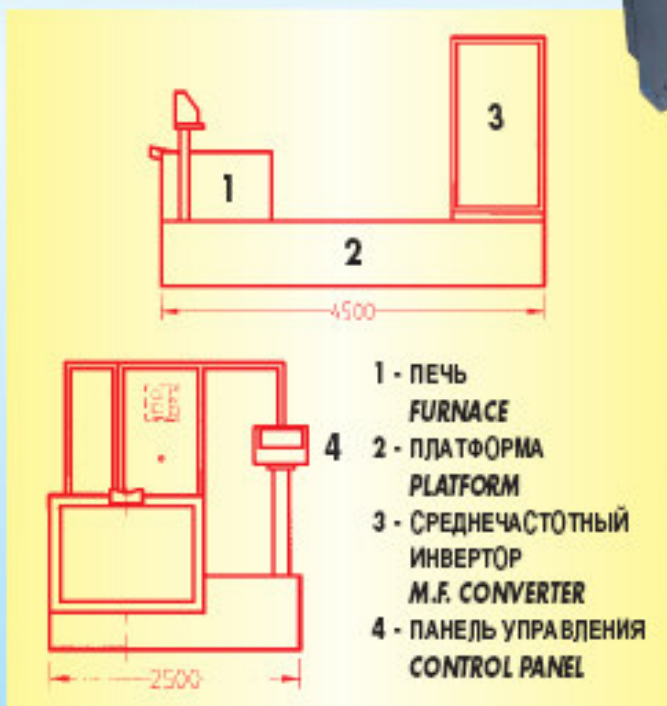 3
1
2
4500
4
2500
1 - ПЕЧЬ
FURNACE
2 - ПЛАТФОРМА
PLATFORM
3 - СРЕДНЕЧАСТОТНЫЙ
ИНВЕРТОР
M.F. CONVERTER
4 - ПАНЕЛЬ УПРАВЛЕНИЯ
CONTROL PANEL